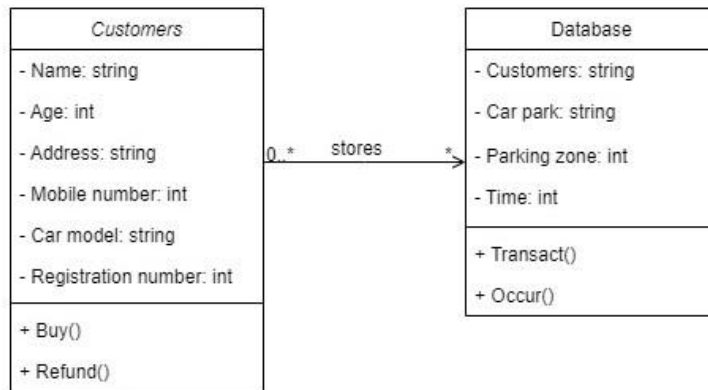 Customers
- Name: string
- Age: int
- Address: string
- Mobile number: int
- Car model: string
- Registration number: int
+ Buy()
+ Refund()
0..*
stores
*
Database
- Customers: string
- Car park: string
- Parking zone: int
- Time: int
+ Transact()
+ Occur()